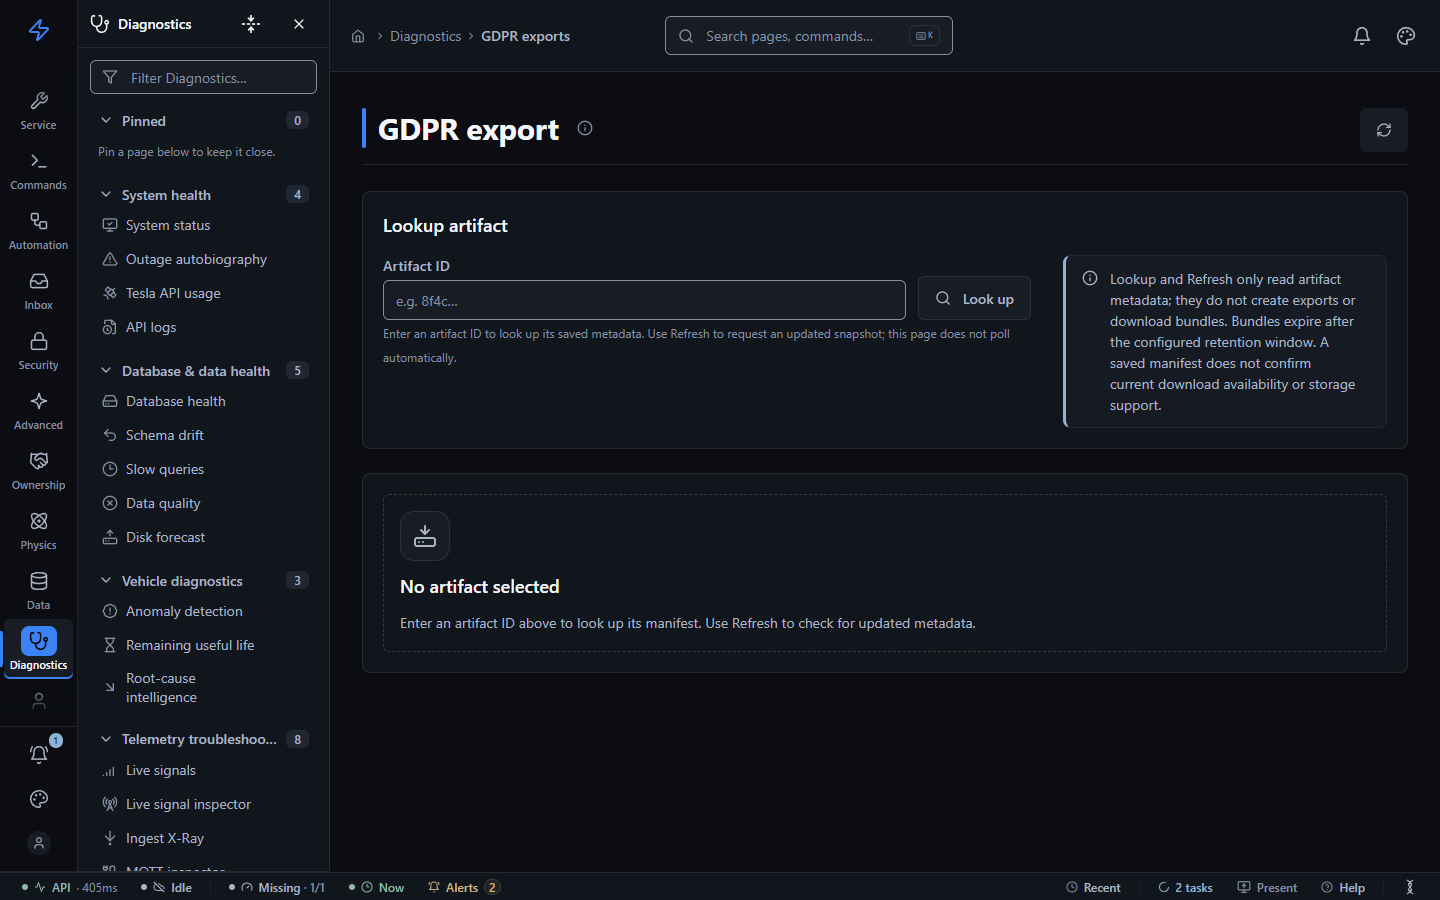 Service
Commands
Automation
Inbox
Security
Advanced
Ownership
Physics
Data
Diagnostics
1
Diagnostics
Filter Diagnostics...
Pinned 0
Pin a page below to keep it close.
System health 4
System status
Outage autobiography
Tesla API usage
API logs
Database & data health 5
Database health
Schema drift
Slow queries
Data quality
Disk forecast
Vehicle diagnostics 3
Anomaly detection
Remaining useful life
Root-cause
intelligence
Telemetry troubleshoo... 8
Live signals
Live signal inspector
Ingest X-Ray
Diagnostics > GDPR exports
Search pages, commands... K
GDPR export
Lookup artifact
Artifact ID
e.g. 8f4c...
Look up
Enter an artifact ID to look up its saved metadata. Use Refresh to request an updated snapshot; this page does not poll
automatically.
Lookup and Refresh only read artifact
metadata; they do not create exports or
download bundles. Bundles expire after
the configured retention window. A
saved manifest does not confirm
current download availability or storage
support.
No artifact selected
Enter an artifact ID above to look up its manifest. Use Refresh to check for updated metadata.
API · 405ms Idle Missing · 1/1 Now Alerts 2 Recent 2 tasks Present Help